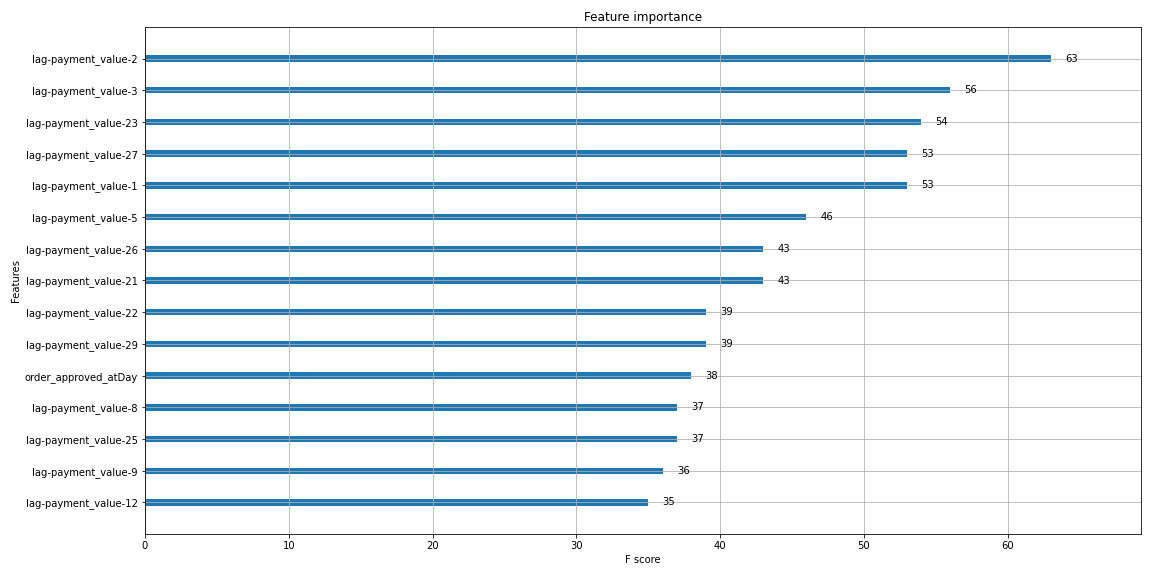 Feature importance
lag-payment_value-2 63
lag-payment_value-3 56
lag-payment_value-23 54
lag-payment_value-27 53
lag-payment_value-1 53
lag-payment_value-5 46
lag-payment_value-26 43
lag-payment_value-21 43
lag-payment_value-22 39
lag-payment_value-29 39
order_approved_atDay 38
lag-payment_value-8 37
lag-payment_value-25 37
lag-payment_value-9 36
lag-payment_value-12 35
Features
0 10 20 30 40 50 60
F score